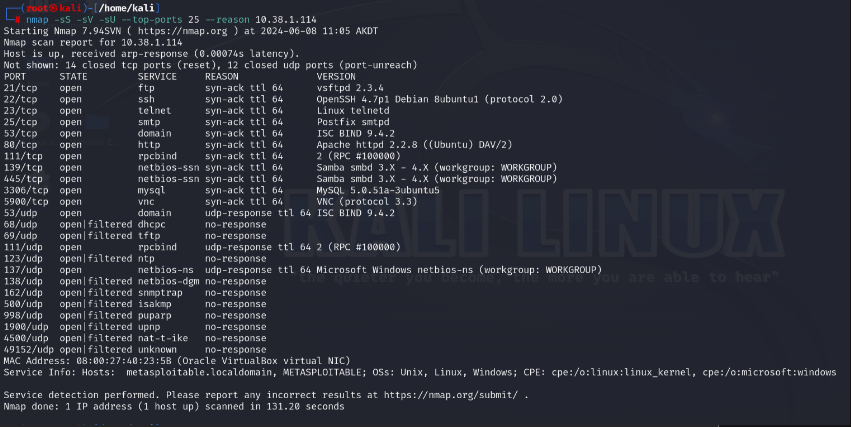 ┌──(root㉿kali)-[/home/kali]
└─# nmap -sS -sV -sU --top-ports 25 --reason 10.38.1.114
Starting Nmap 7.94SVN ( https://nmap.org ) at 2024-06-08 11:05 AKDT
Nmap scan report for 10.38.1.114
Host is up, received arp-response (0.00074s latency).
Not shown: 14 closed tcp ports (reset), 12 closed udp ports (port-unreach)
PORT STATE SERVICE REASON VERSION
21/tcp open ftp syn-ack ttl 64 vsftpd 2.3.4
22/tcp open ssh syn-ack ttl 64 OpenSSH 4.7p1 Debian 8ubuntu1 (protocol 2.0)
23/tcp open telnet syn-ack ttl 64 Linux telnetd
25/tcp open smtp syn-ack ttl 64 Postfix smtpd
53/tcp open domain syn-ack ttl 64 ISC BIND 9.4.2
80/tcp open http syn-ack ttl 64 Apache httpd 2.2.8 ((Ubuntu) DAV/2)
111/tcp open rpcbind syn-ack ttl 64 2 (RPC #100000)
139/tcp open netbios-ssn syn-ack ttl 64 Samba smbd 3.X - 4.X (workgroup: WORKGROUP)
445/tcp open netbios-ssn syn-ack ttl 64 Samba smbd 3.X - 4.X (workgroup: WORKGROUP)
3306/tcp open mysql syn-ack ttl 64 MySQL 5.0.51a-3ubuntu5
5900/tcp open vnc syn-ack ttl 64 VNC (protocol 3.3)
53/udp open domain udp-response ttl 64 ISC BIND 9.4.2
68/udp open|filtered dhcpc no-response
69/udp open|filtered tftp no-response
111/udp open rpcbind udp-response ttl 64 2 (RPC #100000)
123/udp open|filtered ntp no-response
137/udp open netbios-ns udp-response ttl 64 Microsoft Windows netbios-ns (workgroup: WORKGROUP)
138/udp open|filtered netbios-dgm no-response
162/udp open|filtered snmptrap no-response
500/udp open|filtered isakmp no-response
998/udp open|filtered puparp no-response
1900/udp open|filtered upnp no-response
4500/udp open|filtered nat-t-ike no-response
49152/udp open|filtered unknown no-response
MAC Address: 08:00:27:40:23:5B (Oracle VirtualBox virtual NIC)
Service Info: Hosts: metasploitable.localdomain, METASPLOITABLE; OSs: Unix, Linux, Windows; CPE: cpe:/o:linux:linux_kernel, cpe:/o:microsoft:windows
Service detection performed. Please report any incorrect results at https://nmap.org/submit/ .
Nmap done: 1 IP address (1 host up) scanned in 131.20 seconds
KALI LINUX
"the quieter you become, the more you are able to hear"